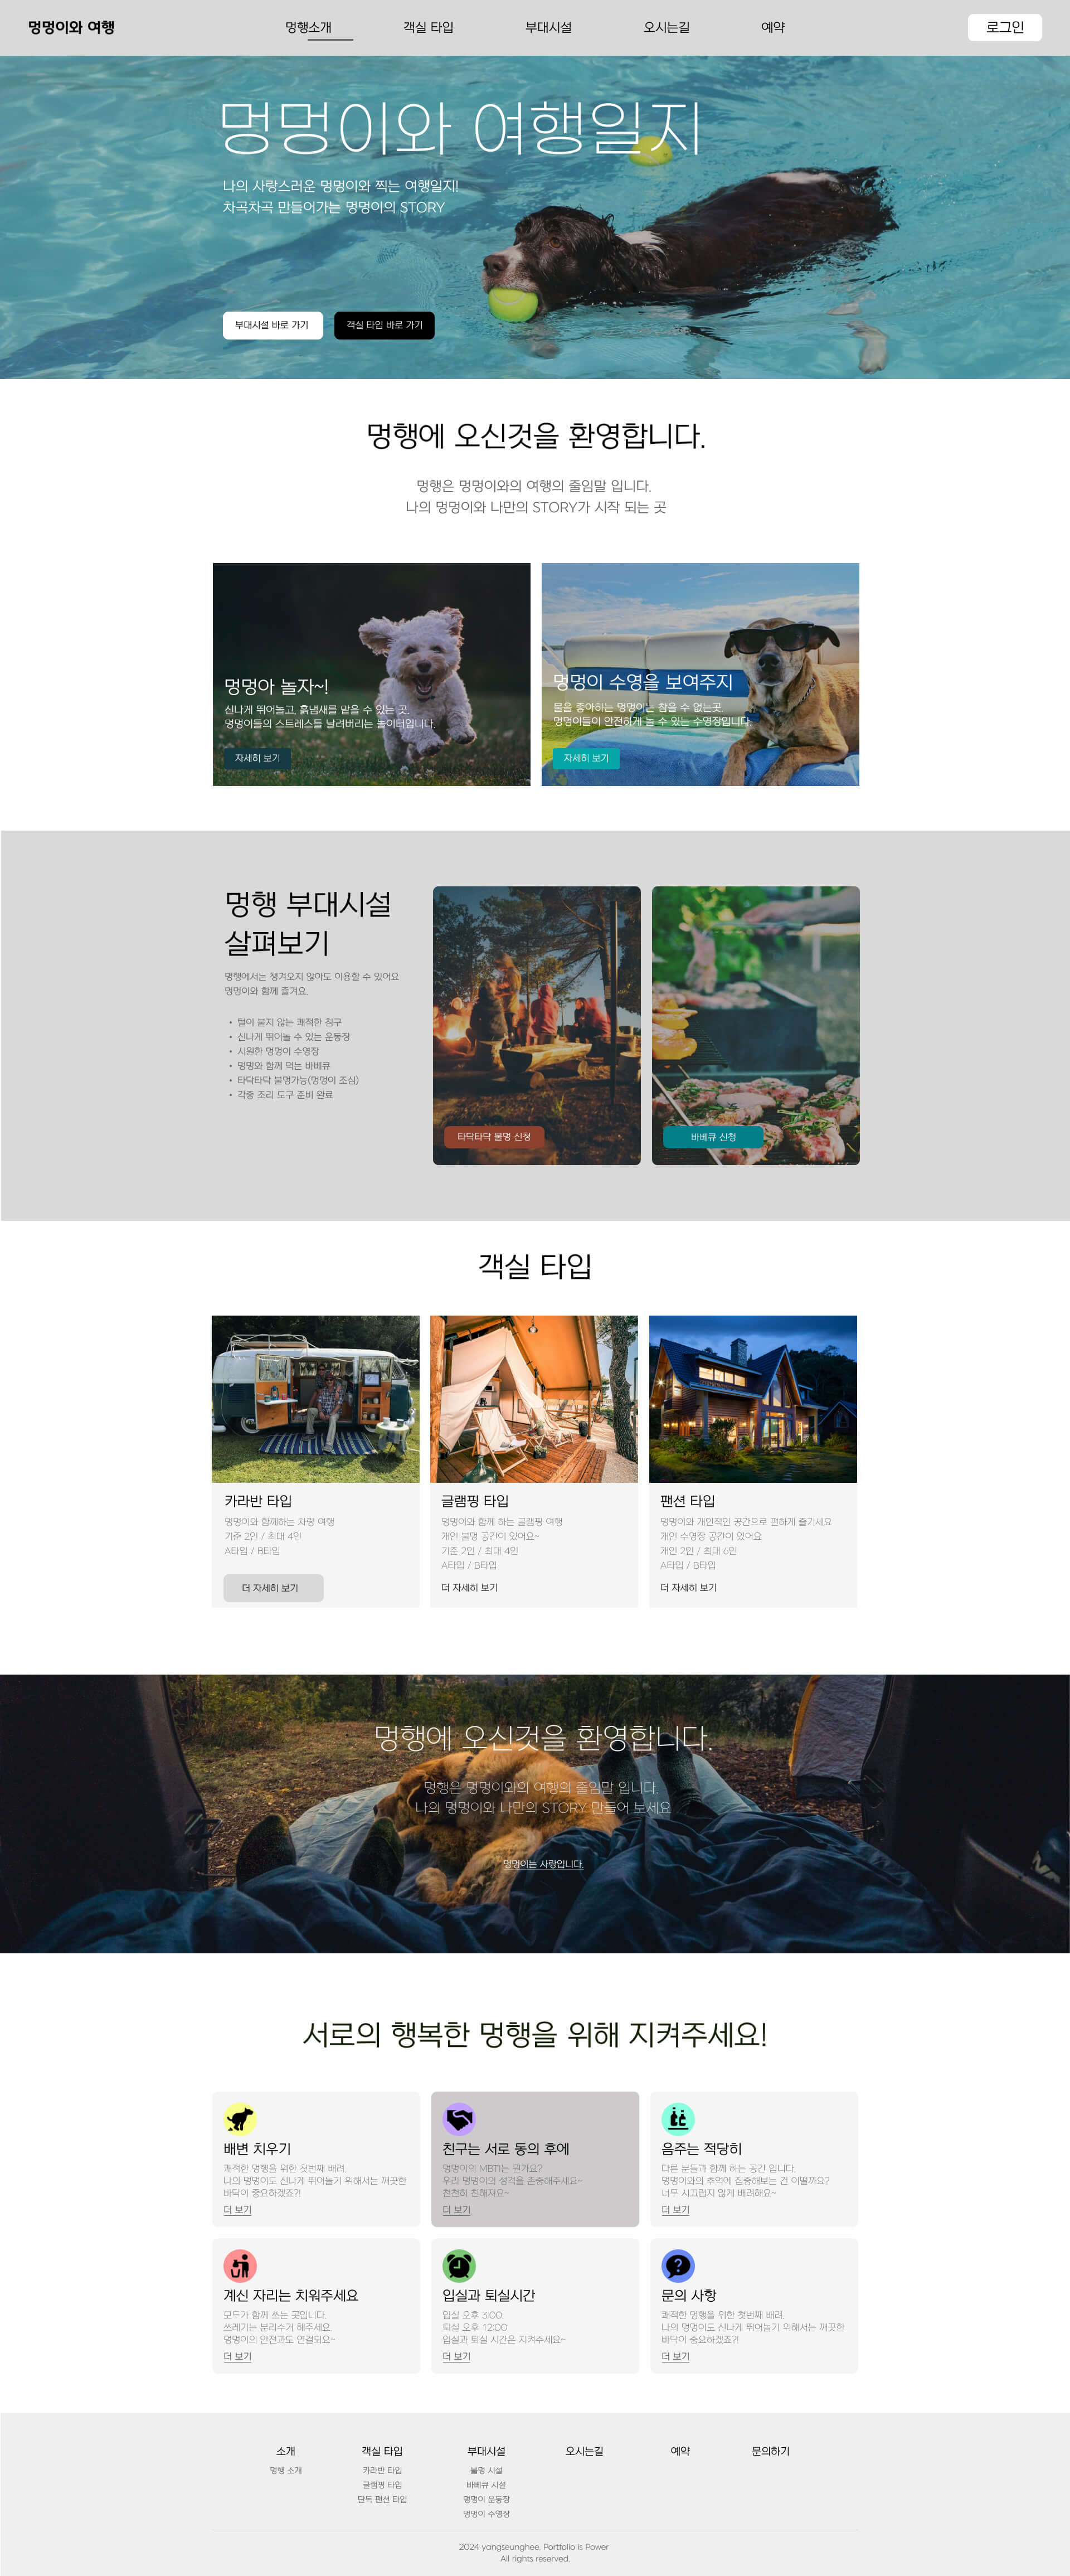 멍멍이와 여행
멍행소개
객실 타입
부대시설
오시는길
예약
로그인
멍멍이와 여행일지
나의 사랑스러운 멍멍이와 찍는 여행일지!
차곡차곡 만들어가는 멍멍이의 STORY
부대시설 바로 가기
객실 타입 바로 가기
멍행에 오신것을 환영합니다.
멍행은 멍멍이와의 여행의 줄임말 입니다.
나의 멍멍이와 나만의 STORY가 시작 되는 곳
멍멍아 놀자~!
신나게 뛰어놀고, 흙냄새를 맡을 수 있는 곳.
멍멍이들의 스트레스틀 날려버리는 놀이터입니다.
자세히 보기
멍멍이 수영을 보여주지
물을 좋아하는 멍멍이는 참을 수 없는곳.
멍멍이들이 안전하게 놀 수 있는 수영장입니다.
자세히 보기
멍행 부대시설
살펴보기
멍행에서는 챙겨오지 않아도 이용할 수 있어요
멍멍이와 함께 즐겨요.
• 털이 붙지 않는 쾌적한 침구
• 신나게 뛰어놀 수 있는 운동장
• 시원한 멍멍이 수영장
• 멍멍와 함께 먹는 바베큐
• 타닥타닥 불멍가능(멍멍이 조심)
• 각종 조리 도구 준비 완료
타닥타닥 불멍 신청
바베큐 신청
객실 타입
카라반 타입
멍멍이와 함께하는 차량 여행
기준 2인 / 최대 4인
A타입 / B타입
더 자세히 보기
글램핑 타입
멍멍이와 함께 하는 글램핑 여행
개인 불멍 공간이 있어요~
기준 2인 / 최대 4인
A타입 / B타입
더 자세히 보기
팬션 타입
멍멍이와 개인적인 공간으로 편하게 즐기세요
개인 수영장 공간이 있어요
개인 2인 / 최대 6인
A타입 / B타입
더 자세히 보기
멍행에 오신것을 환영합니다.
멍행은 멍멍이와의 여행의 줄임말 입니다.
나의 멍멍이와 나만의 STORY 만들어 보세요
멍멍이는 사랑입니다.
서로의 행복한 멍행을 위해 지켜주세요!
배변 치우기
쾌적한 명행을 위한 첫번째 배려.
나의 멍멍이도 신나게 뛰어놀기 위해서는 깨끗한
바닥이 중요하겠죠?!
더 보기
친구는 서로 동의 후에
멍멍이의 MBTI는 뭔가요?
우리 멍멍이의 성격을 존중해주세요~
천천히 친해져요~
더 보기
음주는 적당히
다른 분들과 함께 하는 공간 입니다.
멍멍이와의 추억에 집중해보는 건 어떨까요?
너무 시끄럽지 않게 배려해요~
더 보기
계신 자리는 치워주세요
모두가 함께 쓰는 곳입니다.
쓰레기는 분리수거 해주세요.
멍멍이의 안전과도 연결되요~
더 보기
입실과 퇴실시간
입실 오후 3:00
퇴실 오후 12:00
입실과 퇴실 시간은 지켜주세요~
더 보기
문의 사항
쾌적한 명행을 위한 첫번째 배려.
나의 멍멍이도 신나게 뛰어놀기 위해서는 깨끗한
바닥이 중요하겠죠?!
더 보기
소개
멍행 소개
객실 타입
카라반 타입
글램핑 타입
단독 팬션 타입
부대시설
불멍 시설
바베큐 시설
멍멍이 운동장
멍멍이 수영장
오시는길
예약
문의하기
2024 yangseunghee, Portfolio is Power
All rights reserved.